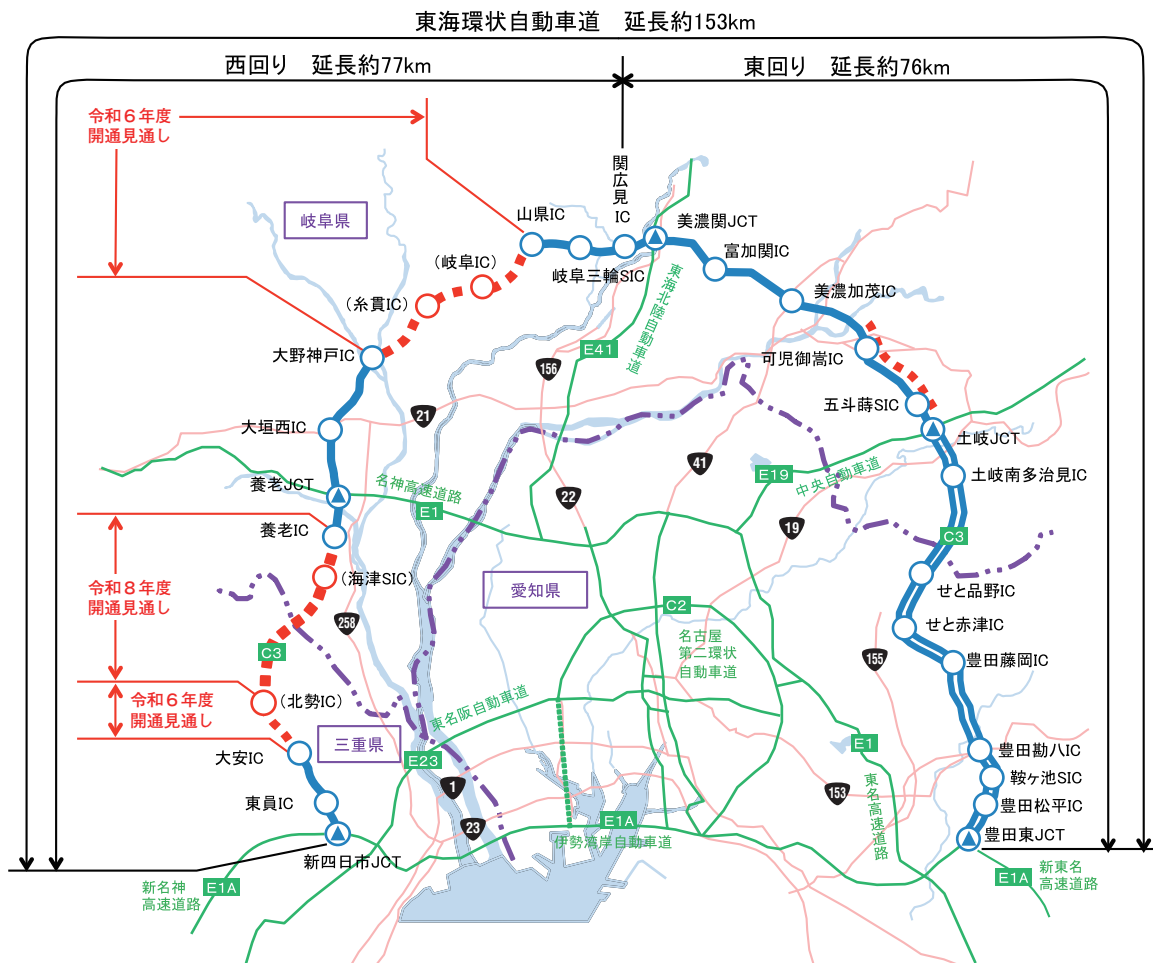 東海環状自動車道　延長約153km
西回り　延長約77km
東回り　延長約76km
令和６年度
開通見通し
関広見IC
岐阜県
山県IC
美濃関JCT
富加関IC
（岐阜IC）
岐阜三輪SIC
東海北陸自動車道
美濃加茂IC
（糸貫IC）
大野神戸IC
E41
156
可児御嵩IC
五斗蒔SIC
21
大垣西IC
土岐JCT
41
E19
中央自動車道
土岐南多治見IC
養老JCT
名神高速道路
E1
22
19
養老IC
C3
令和８年度
開通見通し
（海津SIC）
愛知県
せと品野IC
C2
258
せと赤津IC
名古屋
第二環状
自動車道
C3
155
豊田藤岡IC
令和６年度
開通見通し
（北勢IC）
東名阪自動車道
三重県
E1
大安IC
E23
豊田勘八IC
鞍ヶ池SIC
1
153
東名高速道路
東員IC
豊田松平IC
23
E1A
伊勢湾岸自動車道
豊田東JCT
新四日市JCT
新名神
高速道路
E1A
E1A
新東名
高速道路